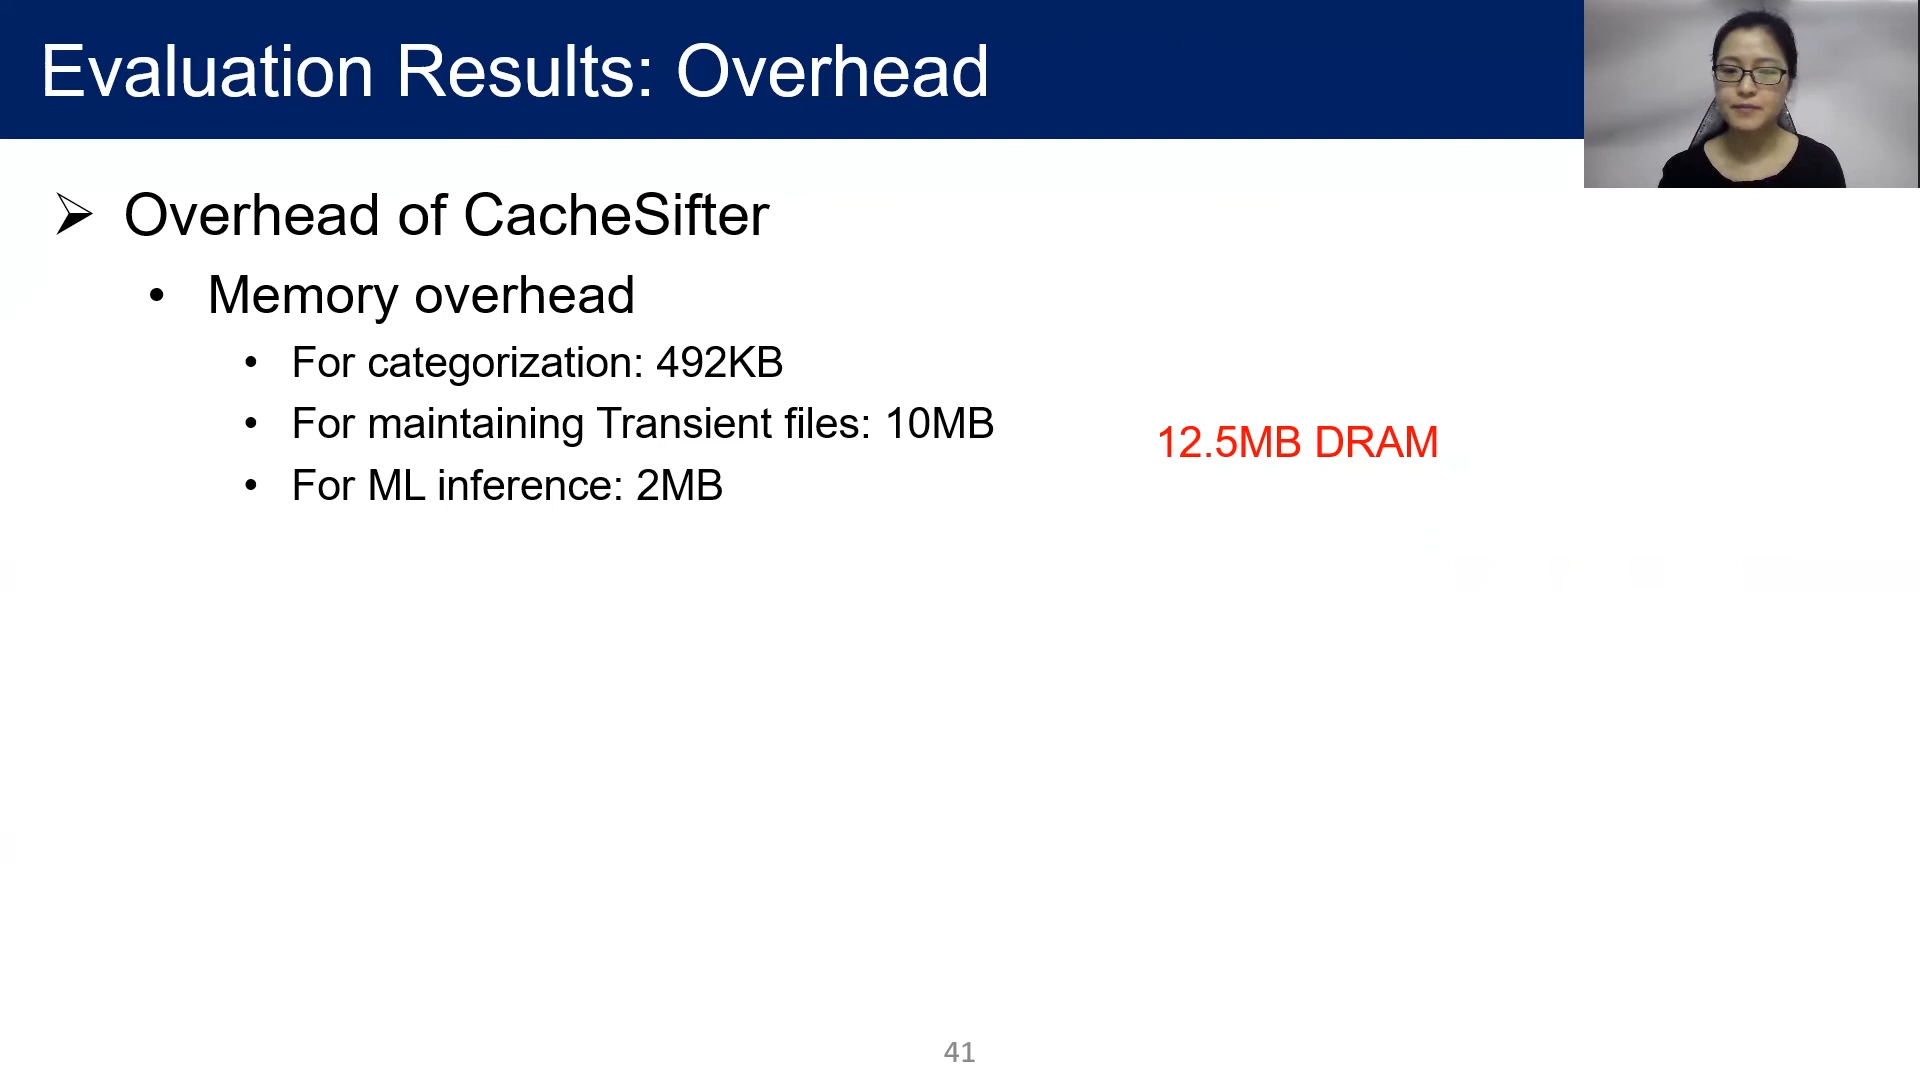 Evaluation Results: Overhead
➢ Overhead of CacheSifter
• Memory overhead
• For categorization: 492KB
• For maintaining Transient files: 10MB
12.5MB DRAM
• For ML inference: 2MB
41